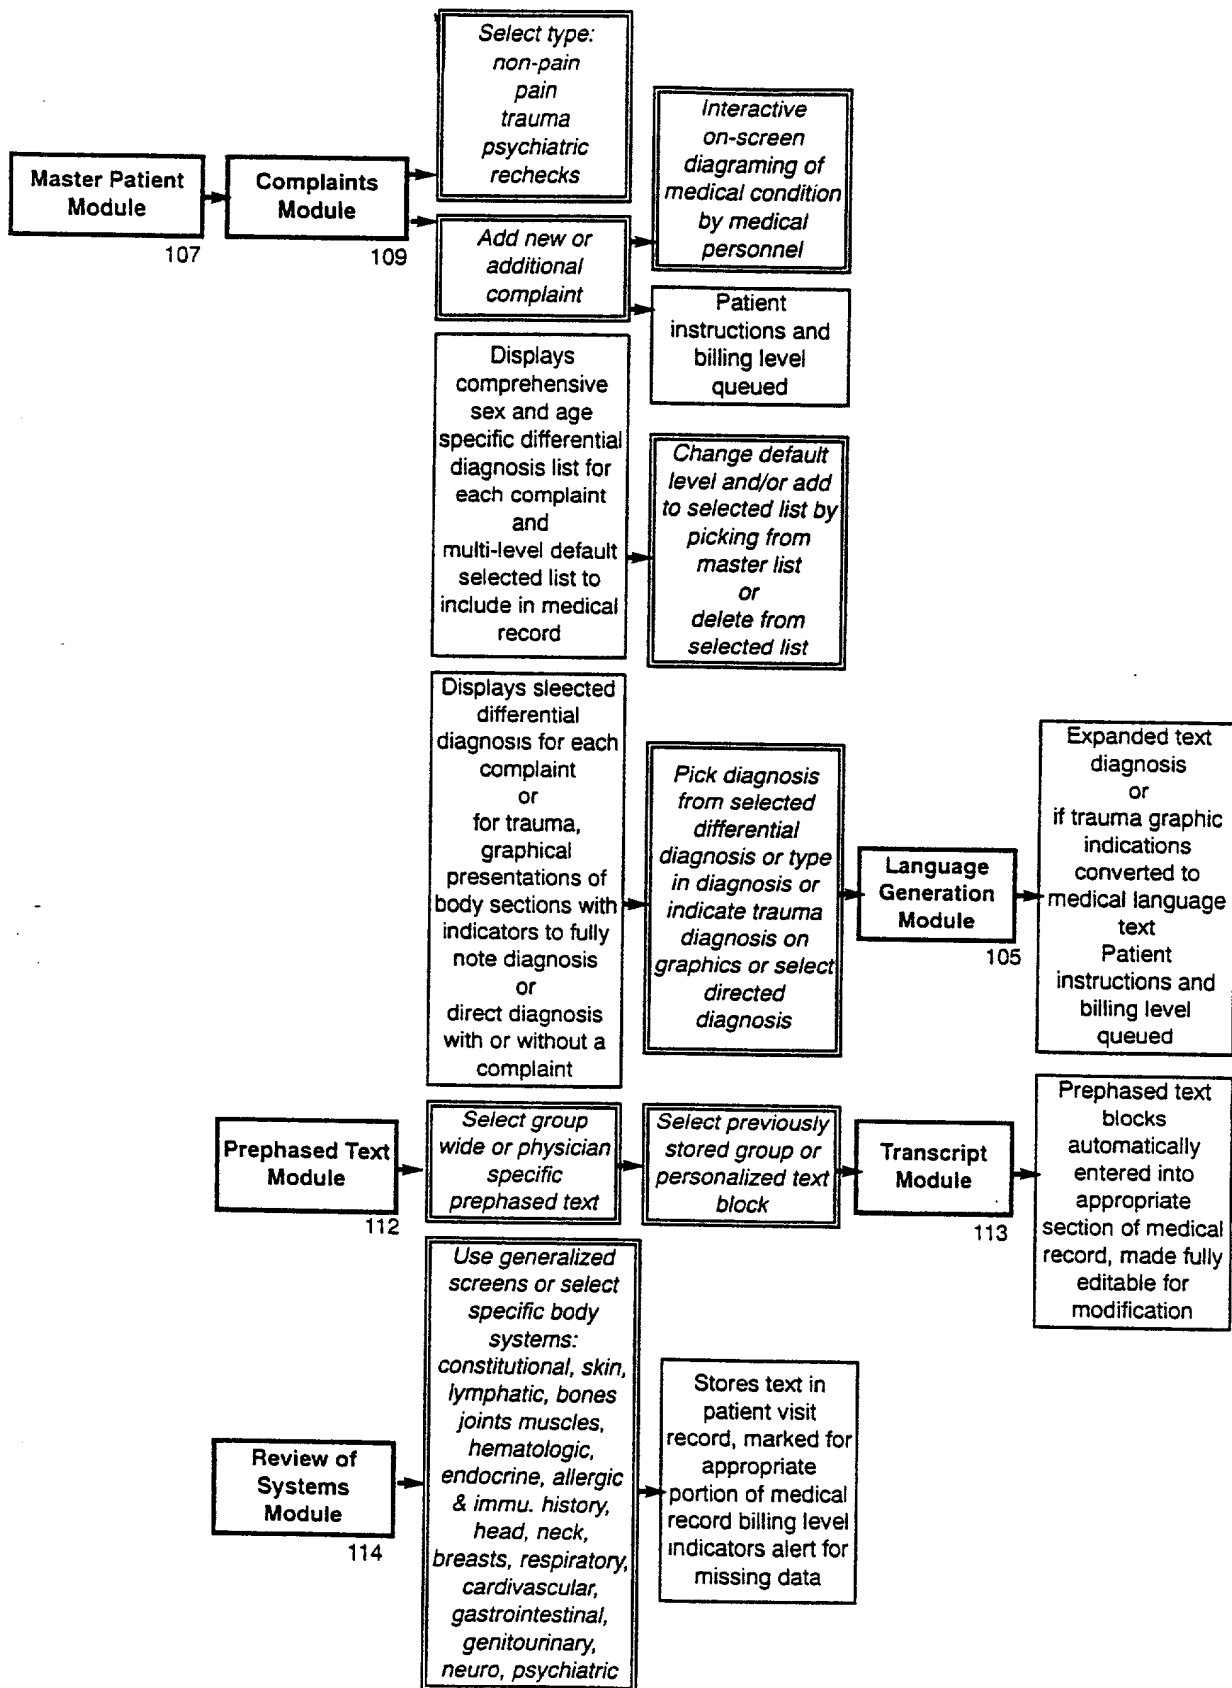 Select type:
non-pain
pain
trauma
psychiatric
rechecks
Interactive
on-screen
diagraming of
medical condition
by medical
personnel
Master Patient
Module
107
Complaints
Module
109
Add new or
additional
complaint
Patient
instructions and
billing level
queued
Displays
comprehensive
sex and age
specific differential
diagnosis list for
each complaint
and
multi-level default
selected list to
include in medical
record
Change default
level and/or add
to selected list by
picking from
master list
or
delete from
selected list
Displays sleected
differential
diagnosis for each
complaint
or
for trauma,
graphical
presentations of
body sections with
indicators to fully
note diagnosis
or
direct diagnosis
with or without a
complaint
Pick diagnosis
from selected
differential
diagnosis or type
in diagnosis or
indicate trauma
diagnosis on
graphics or select
directed
diagnosis
Language
Generation
Module
105
Expanded text
diagnosis
or
if trauma graphic
indications
converted to
medical language
text
Patient
instructions and
billing level
queued
Prephased Text
Module
112
Select group
wide or physician
specific
prephased text
Select previously
stored group or
personalized text
block
Transcript
Module
113
Prephased text
blocks
automatically
entered into
appropriate
section of medical
record, made fully
editable for
modification
Review of
Systems
Module
114
Use generalized
screens or select
specific body
systems:
constitutional, skin,
lymphatic, bones
joints muscles,
hematologic,
endocrine, allergic
& immu. history,
head, neck,
breasts, respiratory,
cardivascular,
gastrointestinal,
genitourinary,
neuro, psychiatric
Stores text in
patient visit
record, marked for
appropriate
portion of medical
record billing level
indicators alert for
missing data